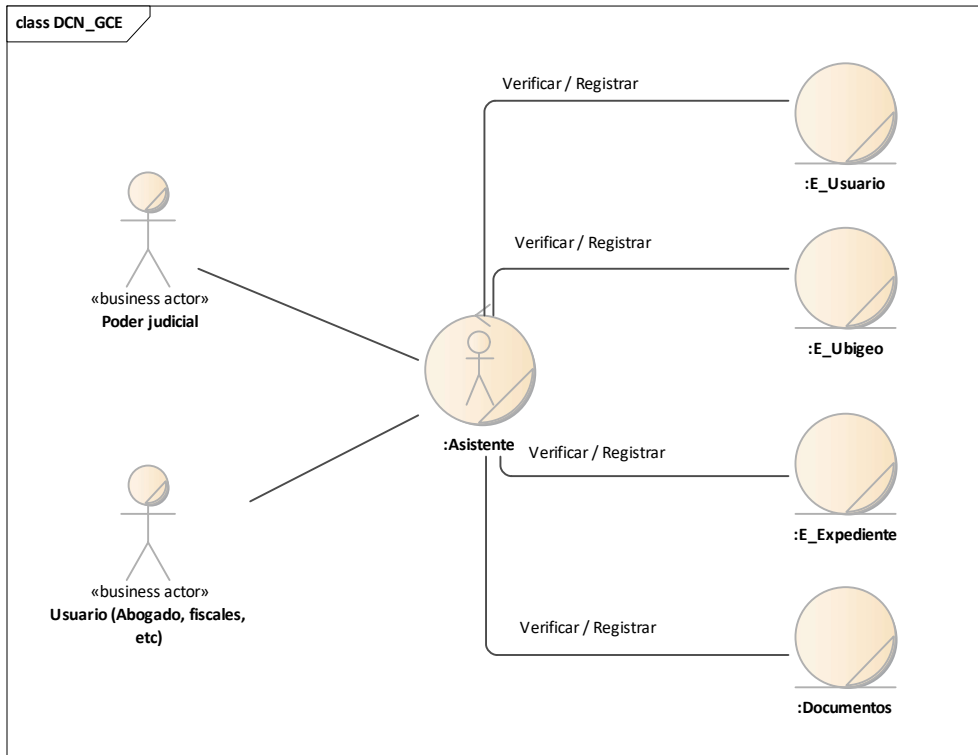 class DCN_GCE
Verificar / Registrar
:E_Usuario
Verificar / Registrar
:E_Ubigeo
«business actor»
Poder judicial
:Asistente
Verificar / Registrar
:E_Expediente
«business actor»
Usuario (Abogado, fiscales,
etc)
Verificar / Registrar
:Documentos